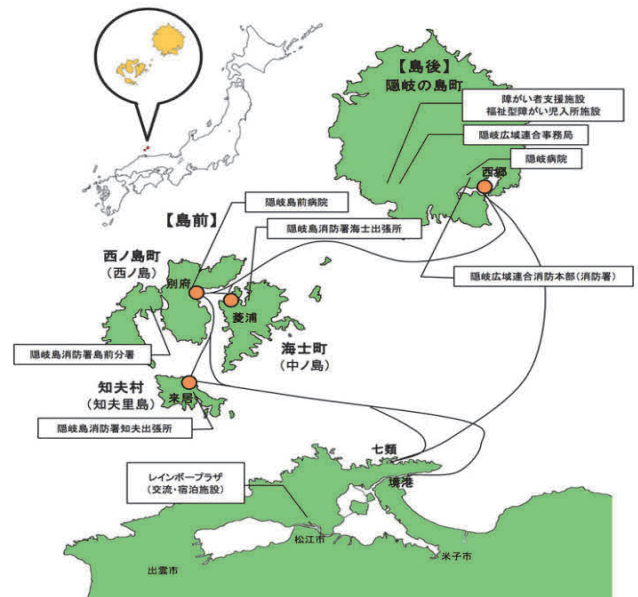 【島後】
隠岐の島町
障がい者支援施設
福祉型障がい児入所施設
隠岐広域連合事務局
隠岐病院
西郷
隠岐島前病院
【島前】
隠岐島消防署海士出張所
西ノ島町
(西ノ島)
別府
隠岐広域連合消防本部(消防署)
菱浦
海士町
(中ノ島)
隠岐島消防署島前分署
知夫村
(知夫里島)
来居
隠岐島消防署知夫出張所
七類
境港
レインボープラザ
(交流・宿泊施設)
松江市
米子市
出雲市